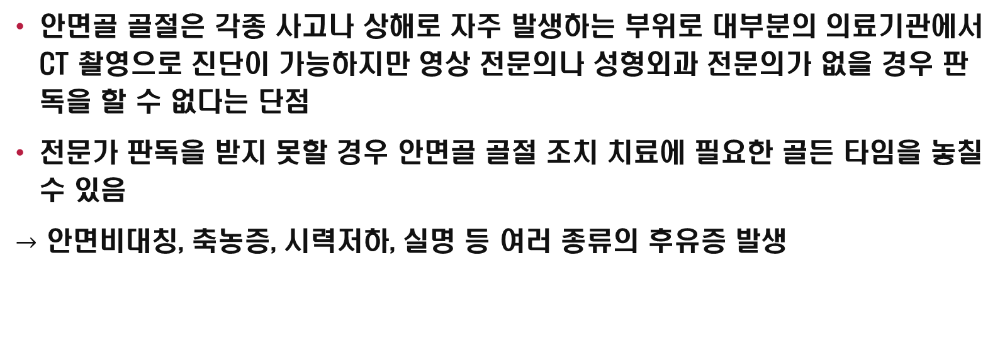 • 안면골 골절은 각종 사고나 상해로 자주 발생하는 부위로 대부분의 의료기관에서
CT 촬영으로 진단이 가능하지만 영상 전문의나 성형외과 전문의가 없을 경우 판
독을 할 수 없다는 단점
• 전문가 판독을 받지 못할 경우 안면골 골절 조치 치료에 필요한 골든 타임을 놓칠
수 있음
→ 안면비대칭, 축농증, 시력저하, 실명 등 여러 종류의 후유증 발생